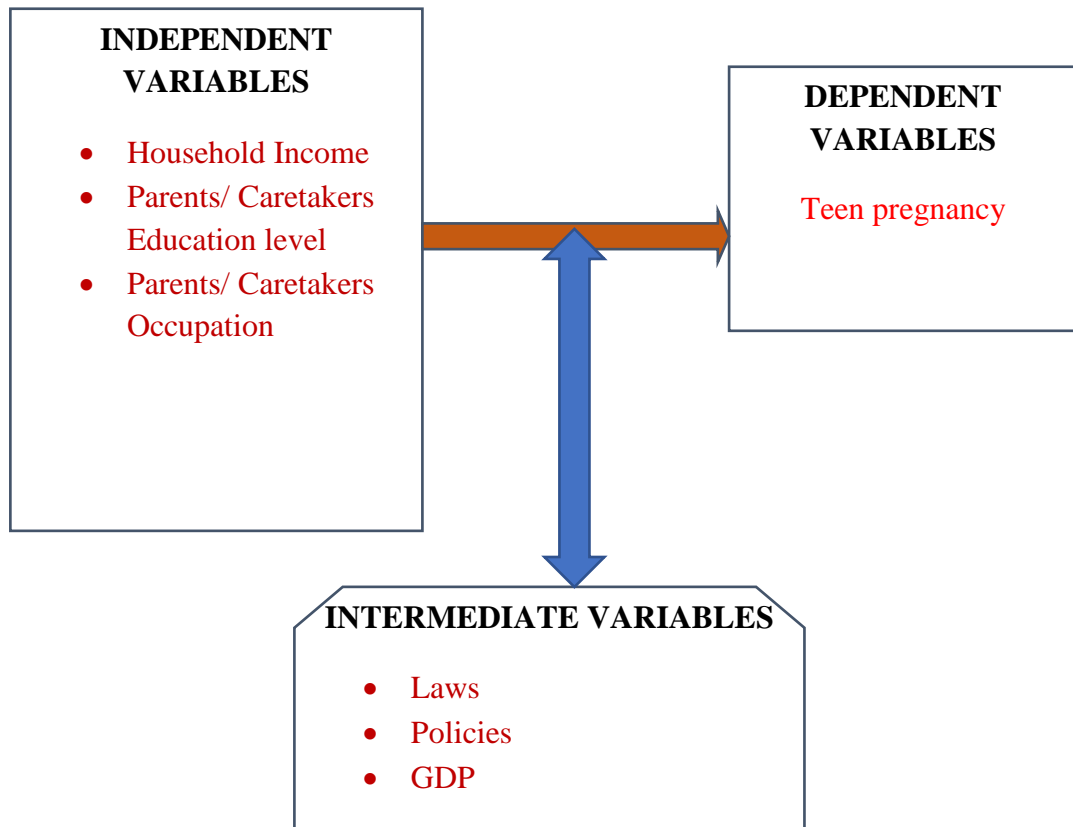 INDEPENDENT
VARIABLES
• Household Income
• Parents/ Caretakers
Education level
• Parents/ Caretakers
Occupation
DEPENDENT
VARIABLES
Teen pregnancy
INTERMEDIATE VARIABLES
• Laws
• Policies
• GDP